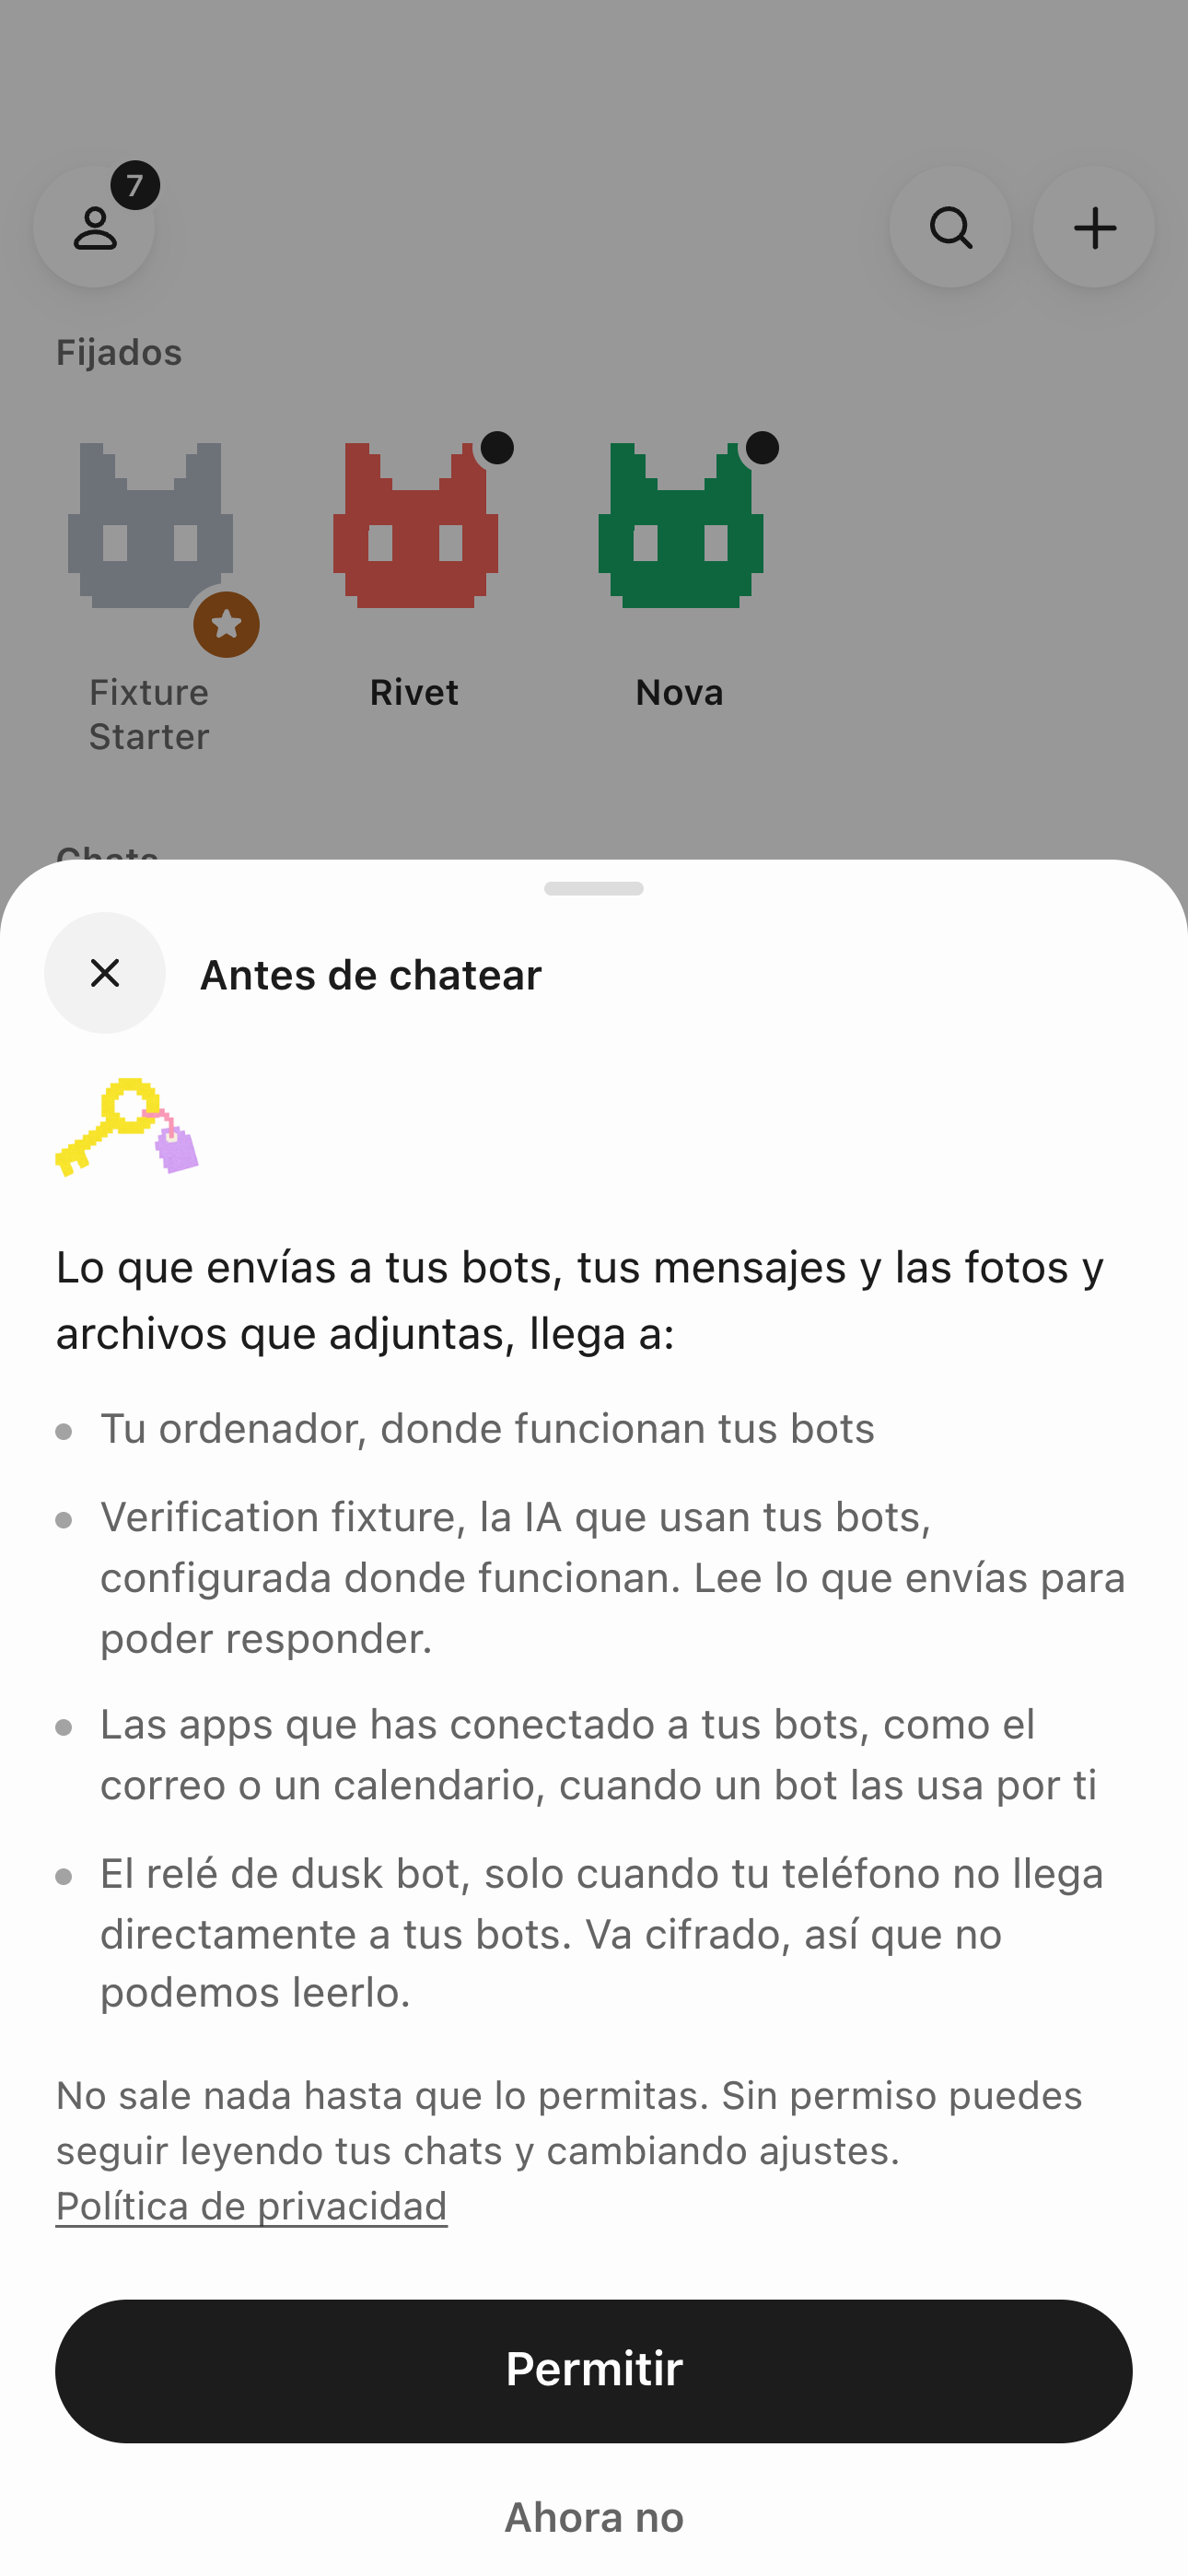 7
Fijados
Fixture
Starter
Rivet
Nova
Chats
Antes de chatear
Lo que envías a tus bots, tus mensajes y las fotos y
archivos que adjuntas, llega a:
Tu ordenador, donde funcionan tus bots
Verification fixture, la IA que usan tus bots,
configurada donde funcionan. Lee lo que envías para
poder responder.
Las apps que has conectado a tus bots, como el
correo o un calendario, cuando un bot las usa por ti
El relé de dusk bot, solo cuando tu teléfono no llega
directamente a tus bots. Va cifrado, así que no
podemos leerlo.
No sale nada hasta que lo permitas. Sin permiso puedes
seguir leyendo tus chats y cambiando ajustes.
Política de privacidad
Permitir
Ahora no